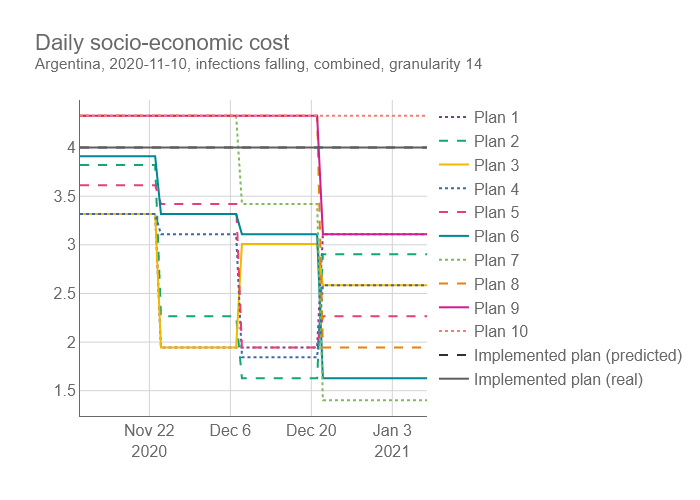 Daily socio-economic cost
Argentina, 2020-11-10, infections falling, combined, granularity 14
4
3.5
3
2.5
2
1.5
Nov 22
2020
Dec 6
Dec 20
Jan 3
2021
Plan 1
Plan 2
Plan 3
Plan 4
Plan 5
Plan 6
Plan 7
Plan 8
Plan 9
Plan 10
Implemented plan (predicted)
Implemented plan (real)